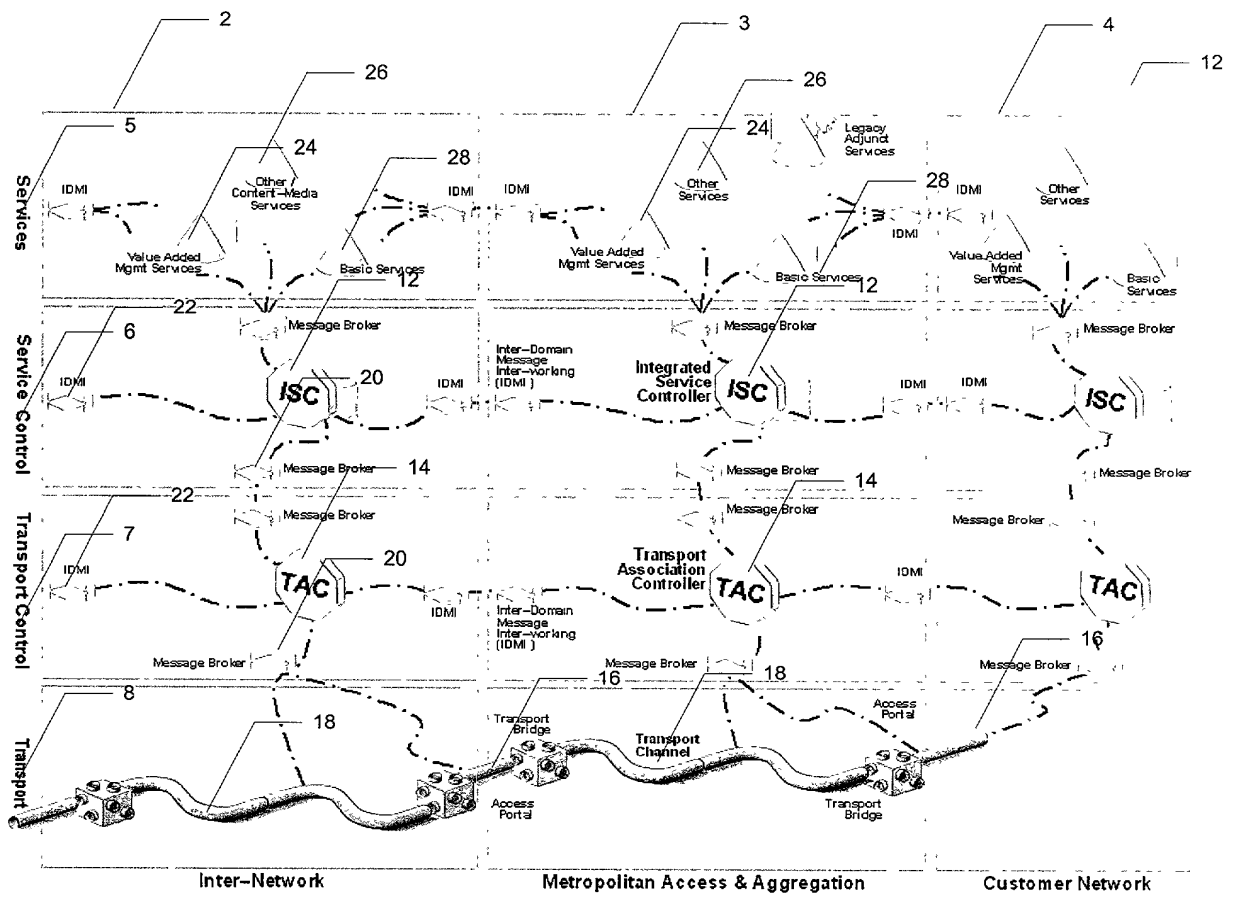 2
3
4
12
26
26
5
24
24
Legacy
Adjunct
Services
28
28
Services
IDMI
Other
Content-Media
Services
IDMI
IDMI
Other
Services
IDMI
IDMI
Other
Services
Value Added
Mgmt Services
Basic Services
Value Added
Mgmt Services
Basic Services
Value Added
Mgmt
Services
Basic
Services
12
12
22
6
Message Broker
Message Broker
Message Broker
Service Control
IDMI
ISC
20
IDMI
Inter-Domain
Message
Inter-working
(IDMI)
Integrated
Service
Controller
ISC
IDMI
IDMI
ISC
Message Broker
14
Message Broker
14
Message Broker
22
Message Broker
Message Broker
Message Broker
7
Transport Control
IDMI
TAC
20
IDMI
Inter-Domain
Message
Inter-working
(IDMI)
Transport
Association
Controller
TAC
IDMI
TAC
Message Broker
Message Broker
16
Message Broker
8
16
18
18
Transport
Transport
Bridge
Transport
Channel
Access
Portal
Access
Portal
Transport
Bridge
Inter-Network
Metropolitan Access & Aggregation
Customer Network